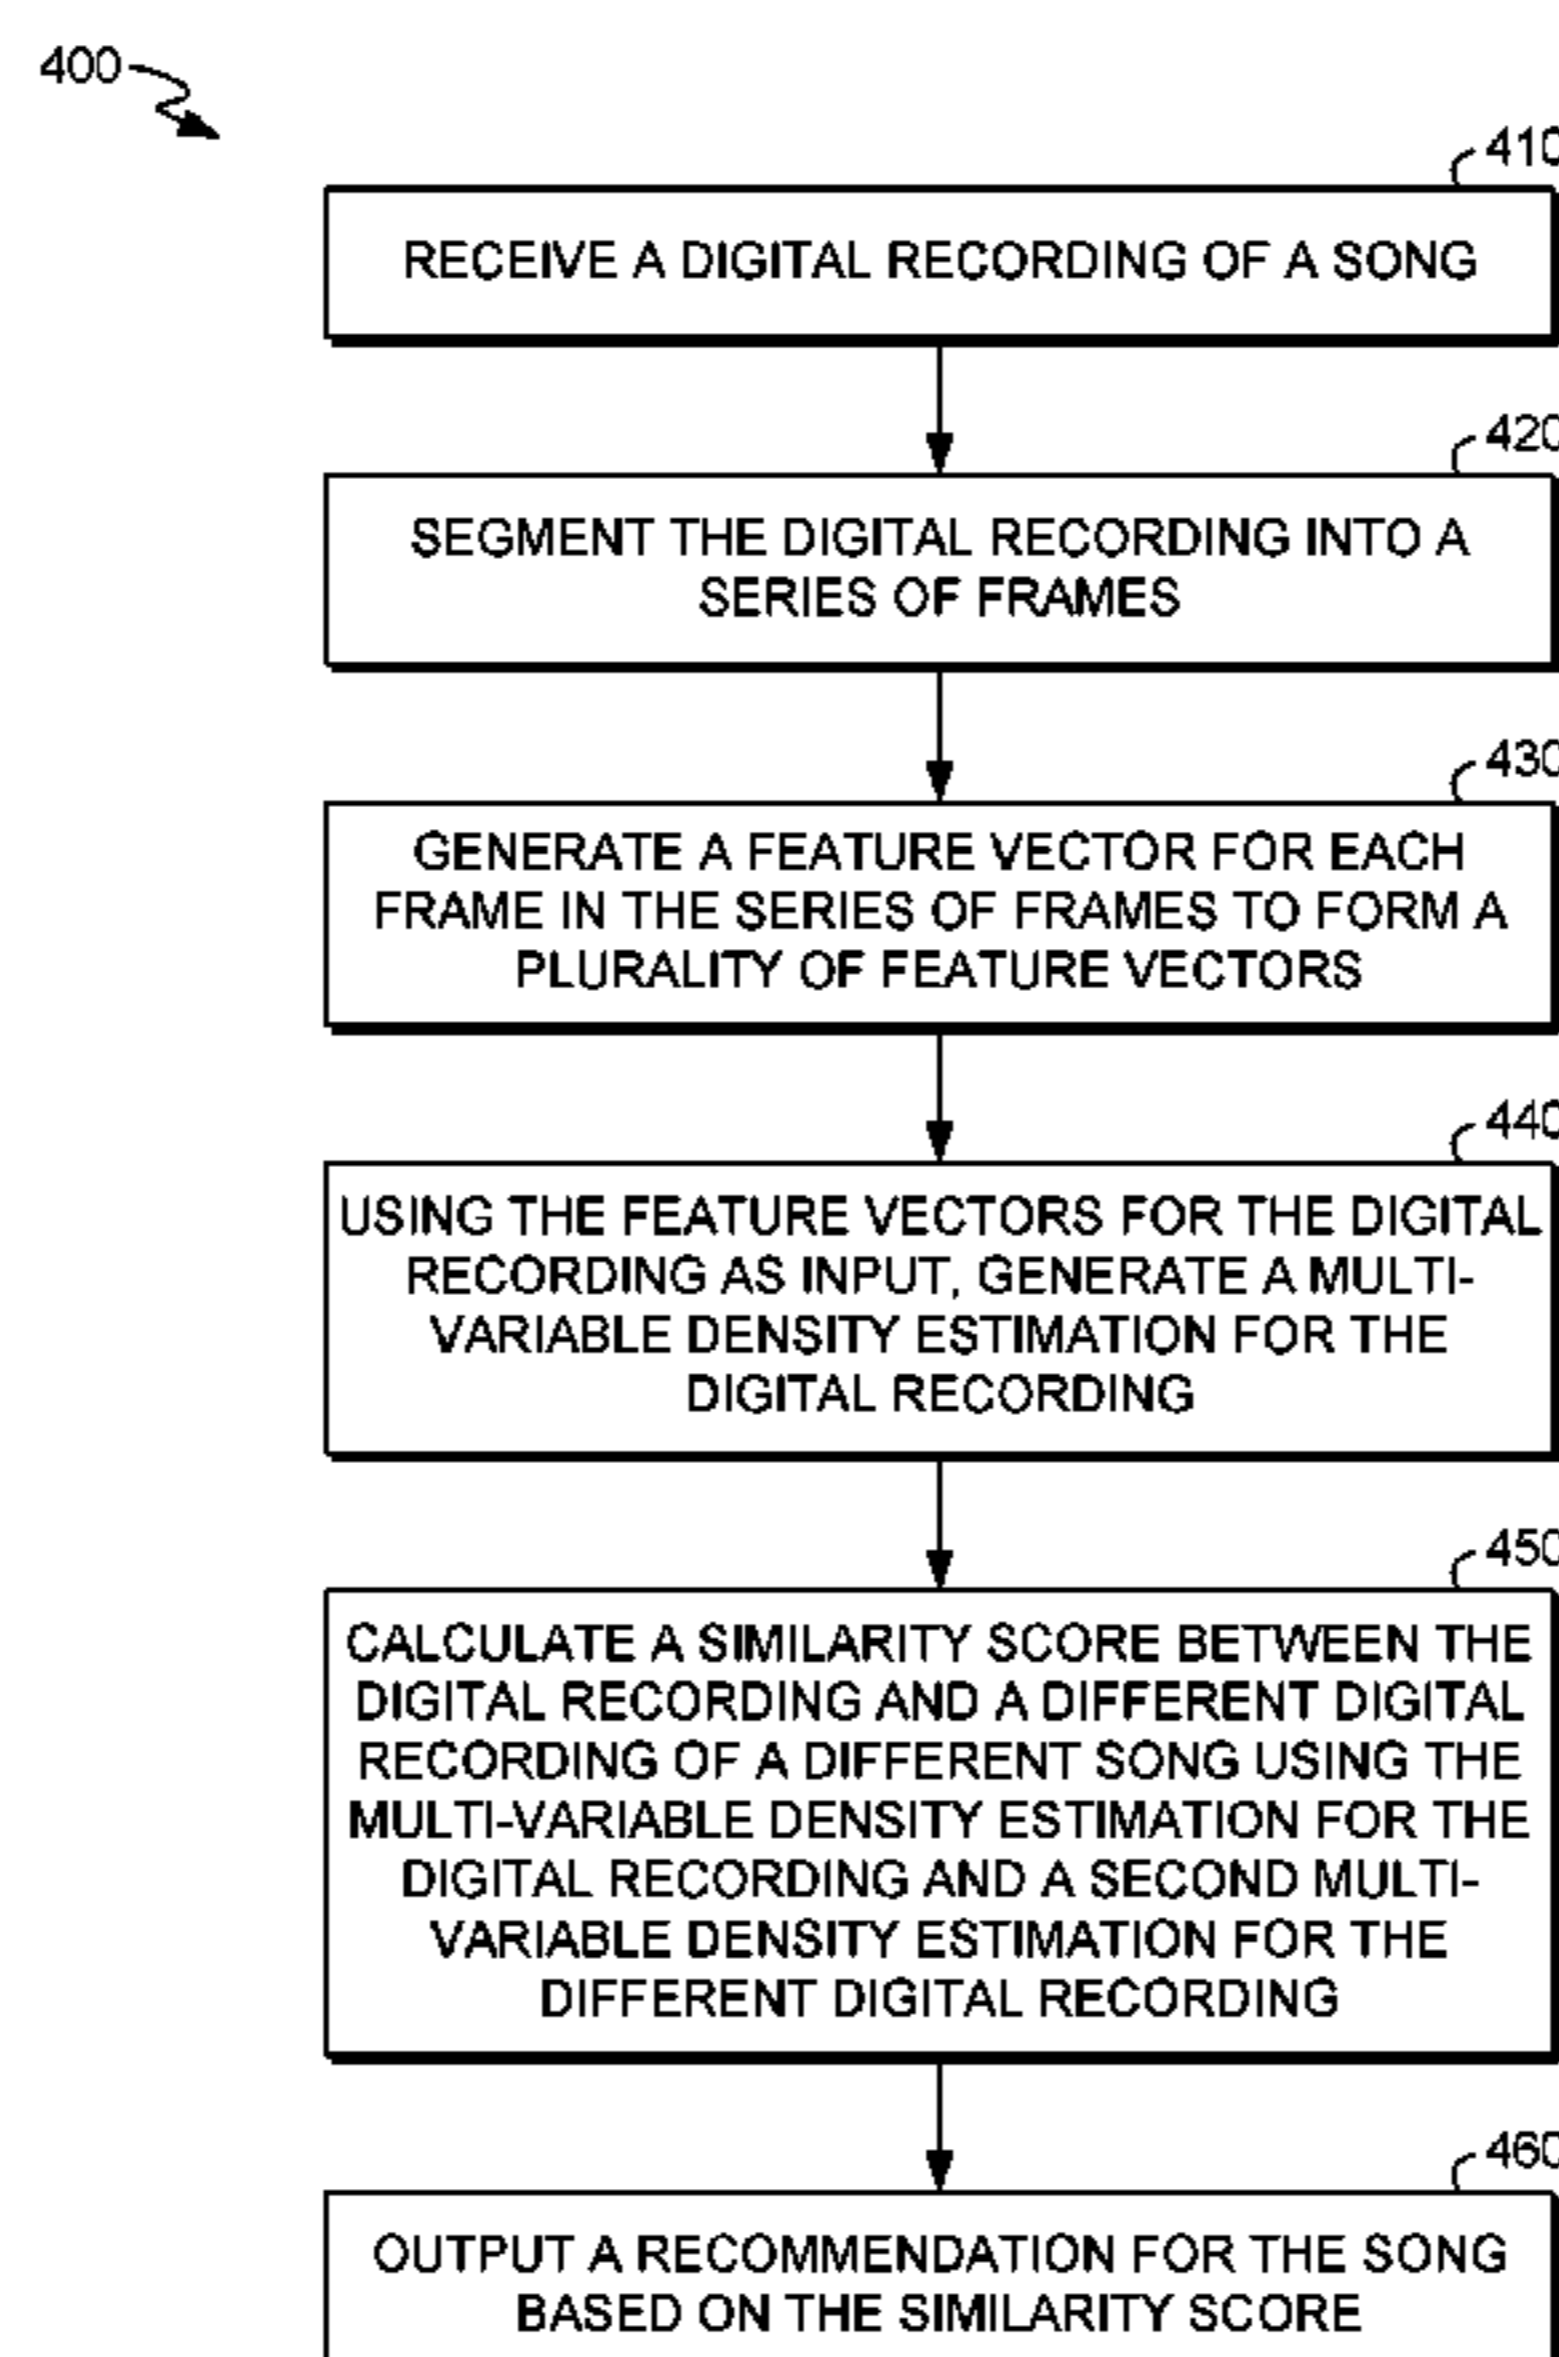 400
410
RECEIVE A DIGITAL RECORDING OF A SONG
420
SEGMENT THE DIGITAL RECORDING INTO A
SERIES OF FRAMES
430
GENERATE A FEATURE VECTOR FOR EACH
FRAME IN THE SERIES OF FRAMES TO FORM A
PLURALITY OF FEATURE VECTORS
440
USING THE FEATURE VECTORS FOR THE DIGITAL
RECORDING AS INPUT, GENERATE A MULTI-
VARIABLE DENSITY ESTIMATION FOR THE
DIGITAL RECORDING
450
CALCULATE A SIMILARITY SCORE BETWEEN THE
DIGITAL RECORDING AND A DIFFERENT DIGITAL
RECORDING OF A DIFFERENT SONG USING THE
MULTI-VARIABLE DENSITY ESTIMATION FOR THE
DIGITAL RECORDING AND A SECOND MULTI-
VARIABLE DENSITY ESTIMATION FOR THE
DIFFERENT DIGITAL RECORDING
460
OUTPUT A RECOMMENDATION FOR THE SONG
BASED ON THE SIMILARITY SCORE